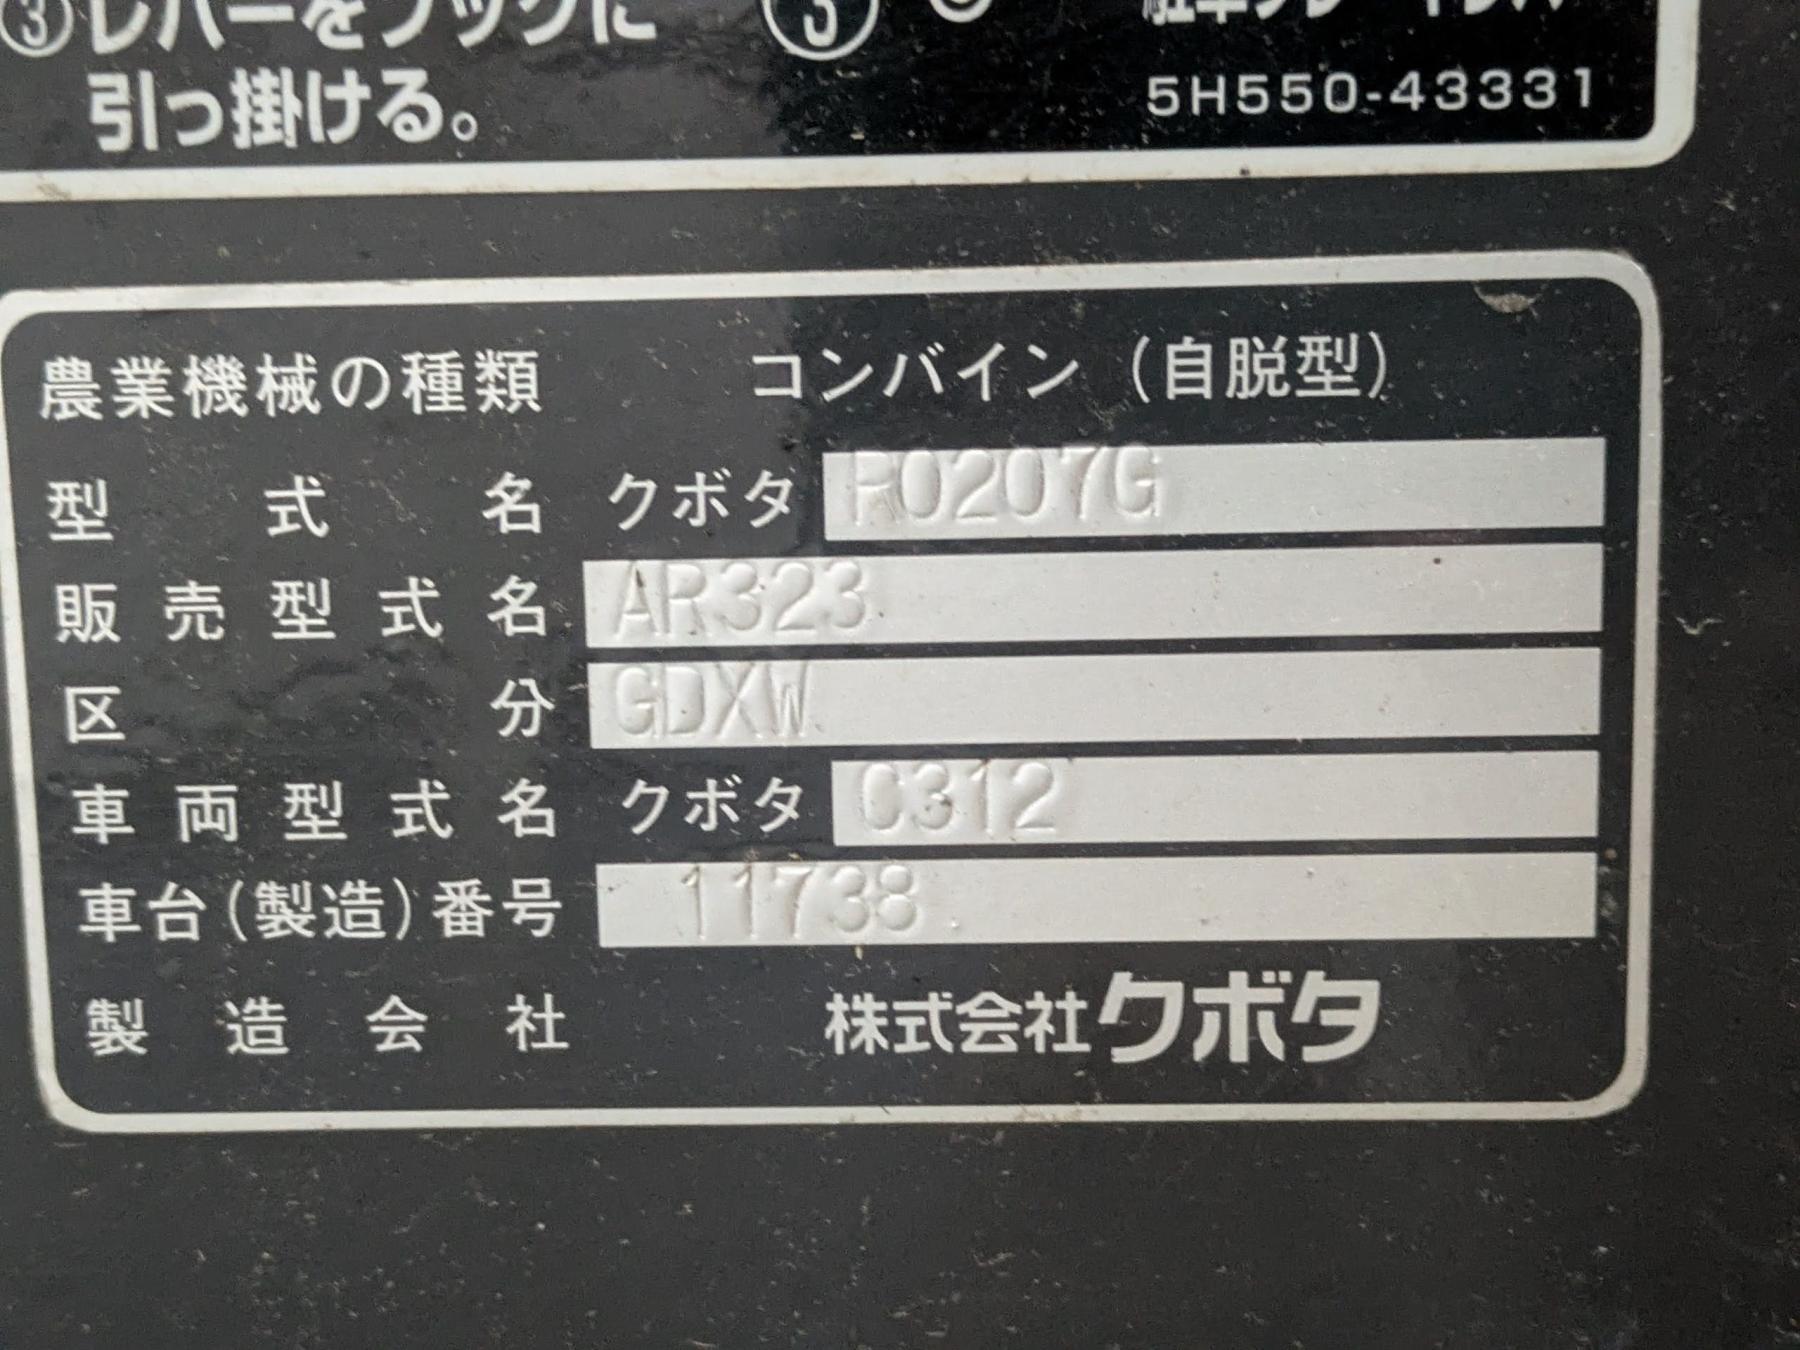 ③レバーをフックに
引っ掛ける。
③
5H550-43331
農業機械の種類 コンバイン(自脱型)
型式名 クボタ P0207G
販売型式名 AR323
区分 GDXW
車両型式名 クボタ C312
車台(製造)番号 11738
製造会社 株式会社クボタ